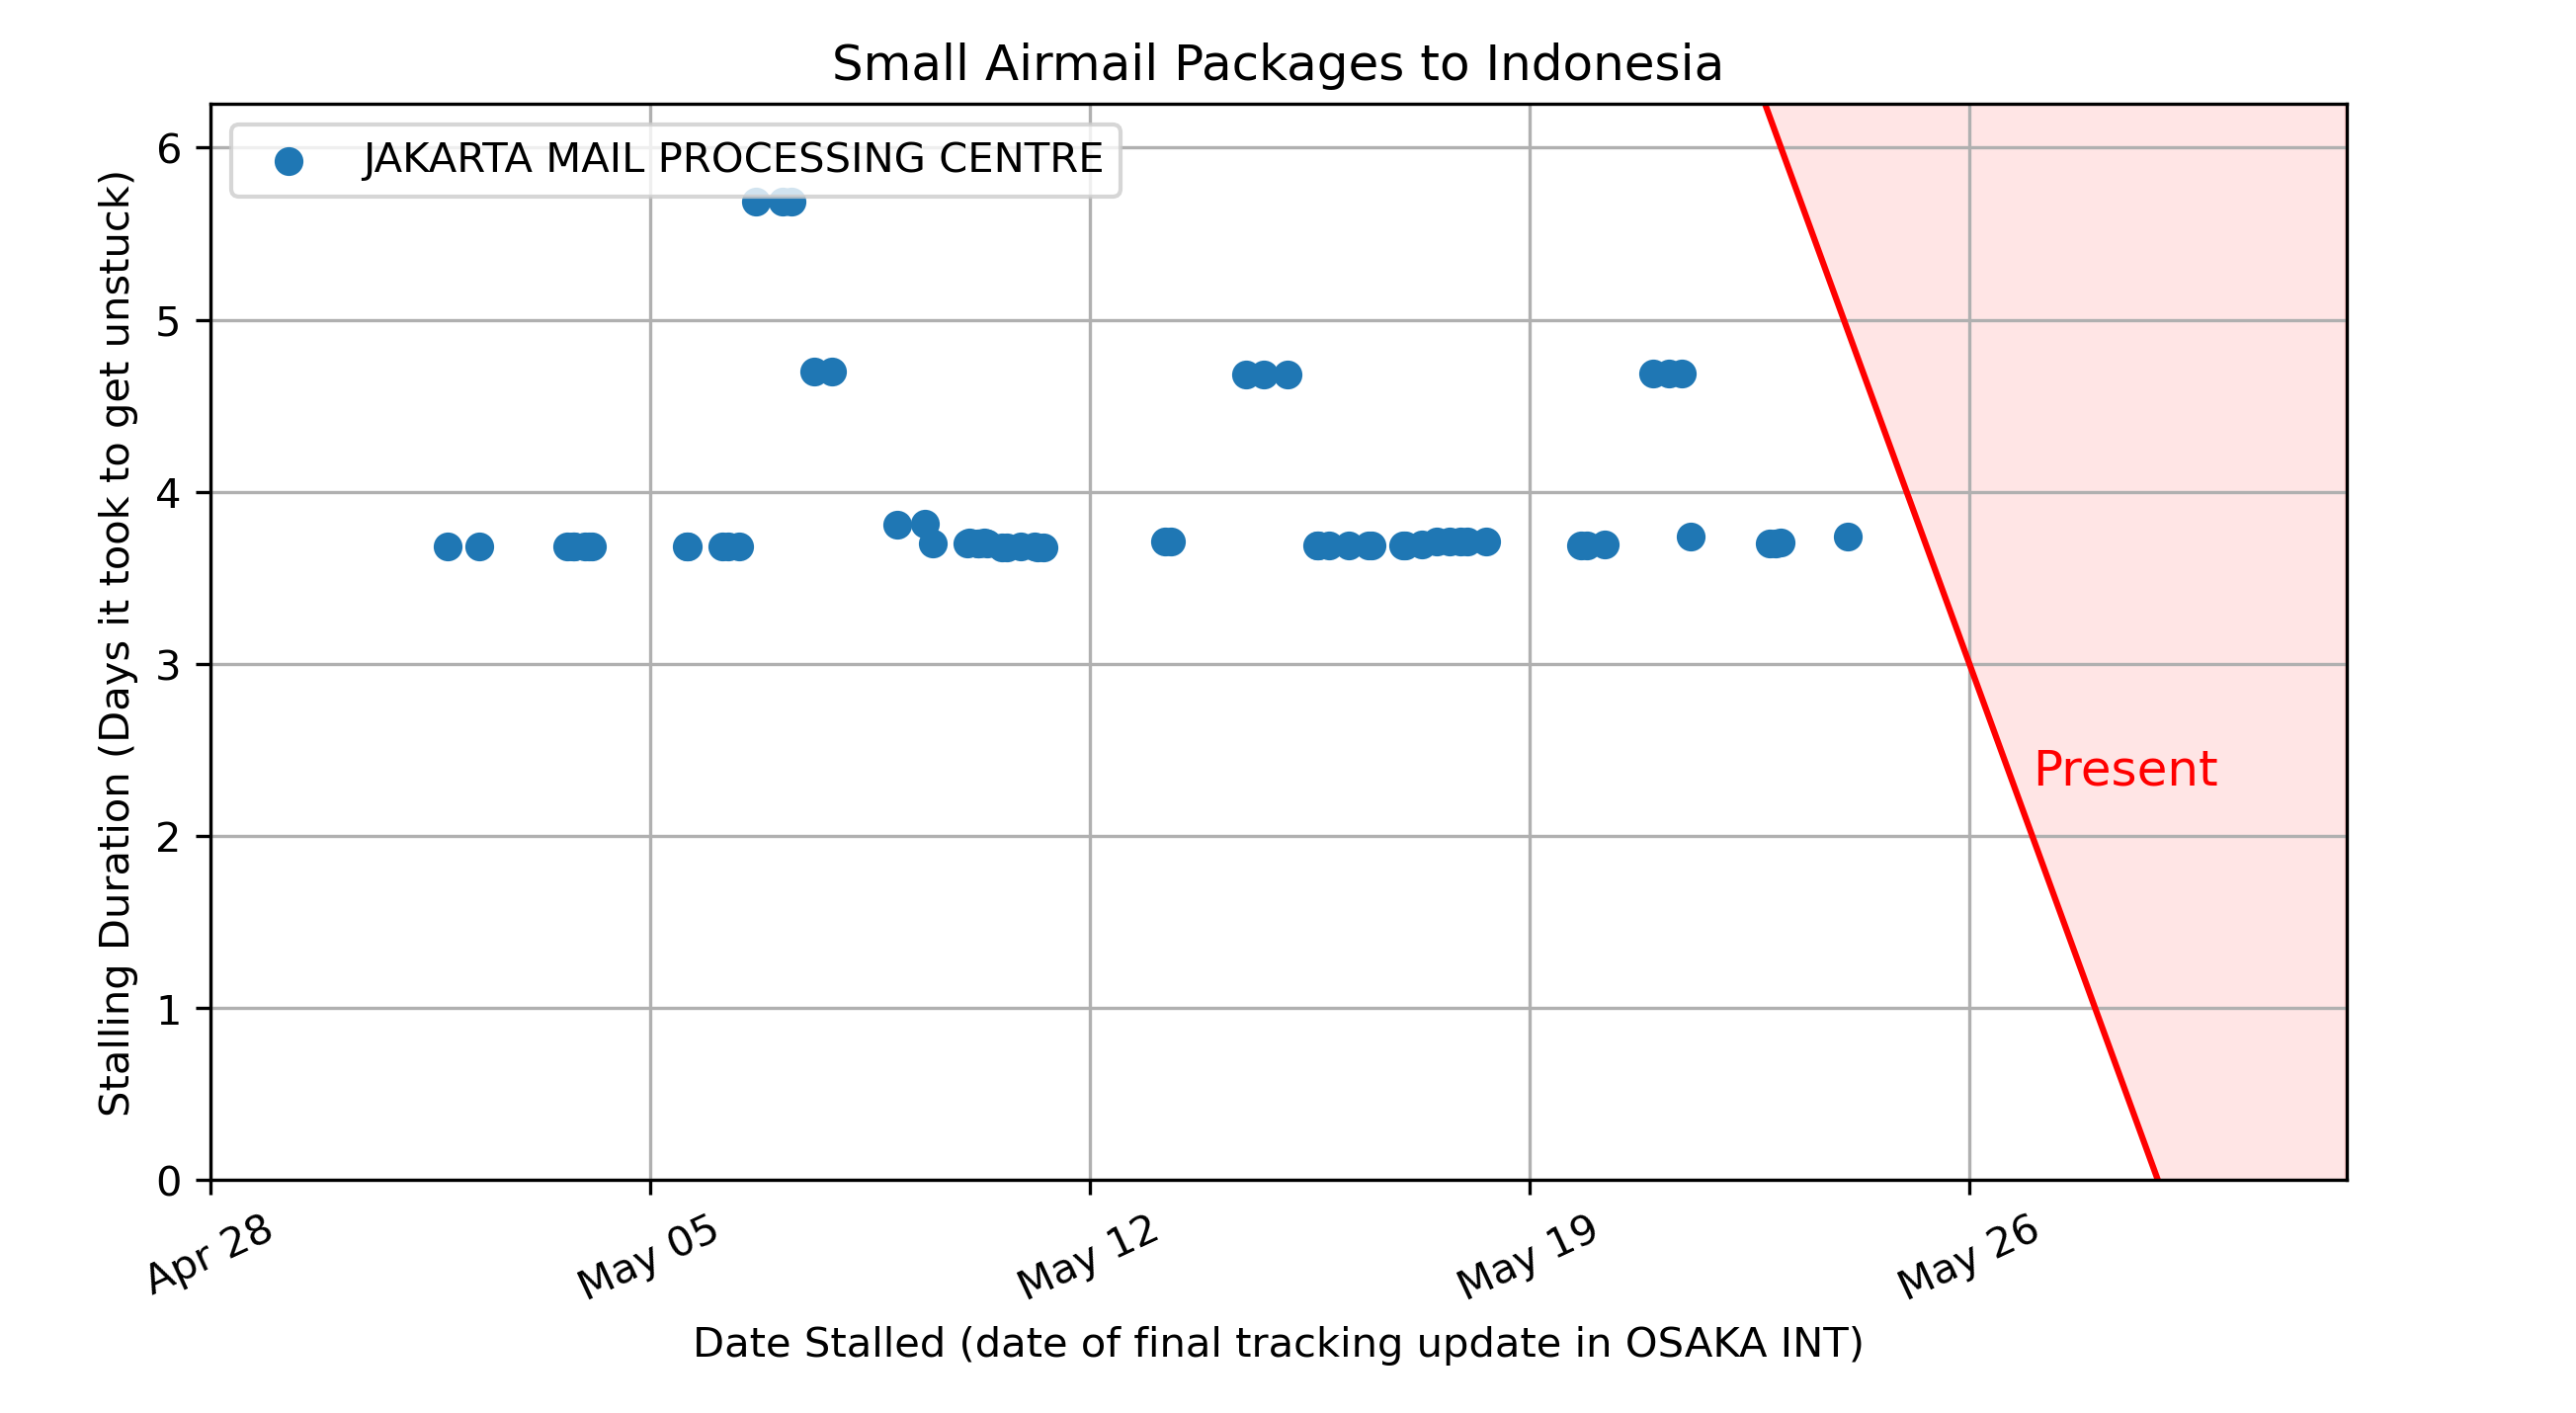 Small Airmail Packages to Indonesia
JAKARTA MAIL PROCESSING CENTRE
Stalling Duration (Days it took to get unstuck)
6
5
4
3
2
1
0
Present
Apr 28
May 05
May 12
May 19
May 26
Date Stalled (date of final tracking update in OSAKA INT)